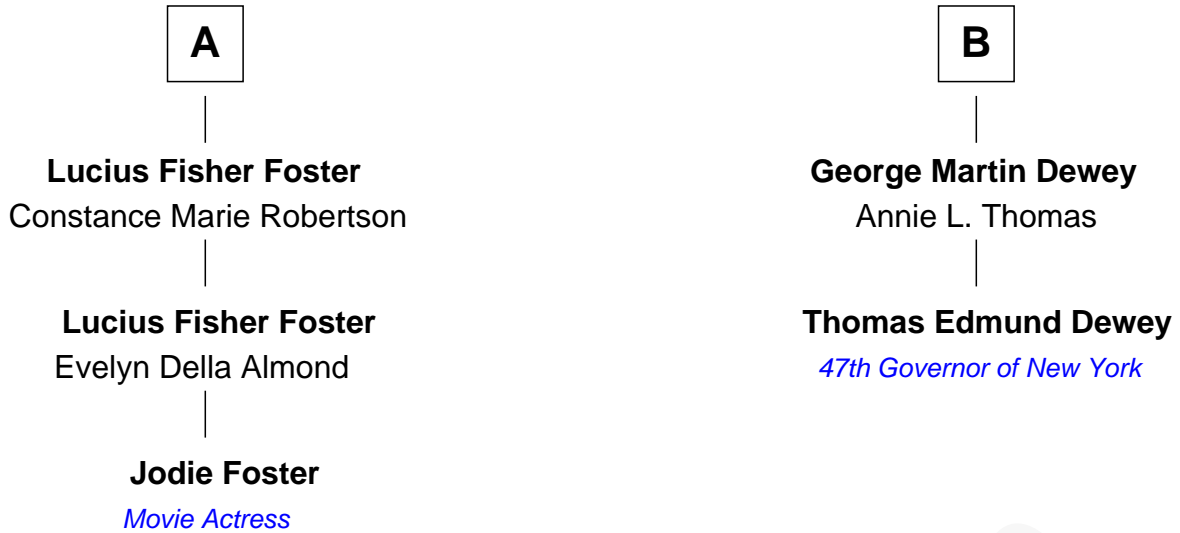 A
B
Lucius Fisher Foster
George Martin Dewey
Constance Marie Robertson
Annie L. Thomas
Lucius Fisher Foster
Thomas Edmund Dewey
Evelyn Della Almond
47th Governor of New York
Jodie Foster
Movie Actress